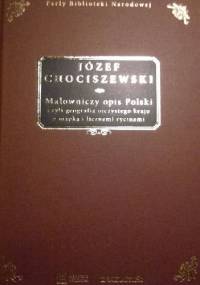 Perły Biblioteki Narodowej
JÓZEF
CHOCISZEWSKI
Malowniczy opis Polski
czyli geografia ojczystego kraju
z mapką i licznemi rycinami